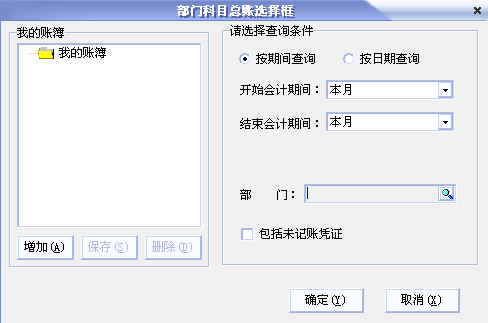 部门科目总账选择框
我的账簿
我的账簿
增加(A) 保存(S) 删除(D)
请选择查询条件
按期间查询 按日期查询
开始会计期间： 本月
结束会计期间： 本月
部 门：
包括未记账凭证
确定(Y) 取消(X)